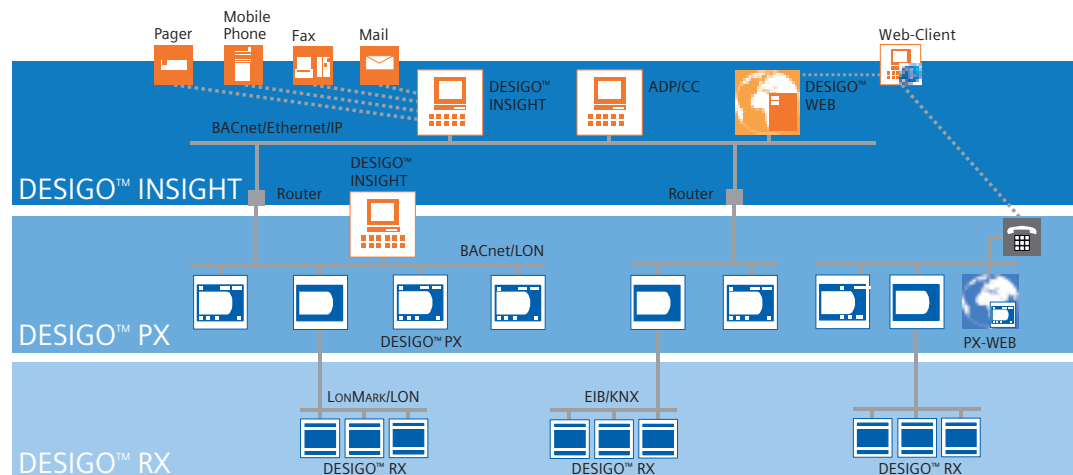 Pager
Mobile
Phone
Fax
Mail
Web-Client
DESIGO™
INSIGHT
ADP/CC
DESIGO™
WEB
BACnet/Ethernet/IP
DESIGO™
INSIGHT
DESIGO™ INSIGHT
Router
Router
BACnet/LON
DESIGO™ PX
DESIGO™ PX
PX-WEB
LONMARK/LON
EIB/KNX
DESIGO™ RX
DESIGO™ RX
DESIGO™ RX
DESIGO™ RX